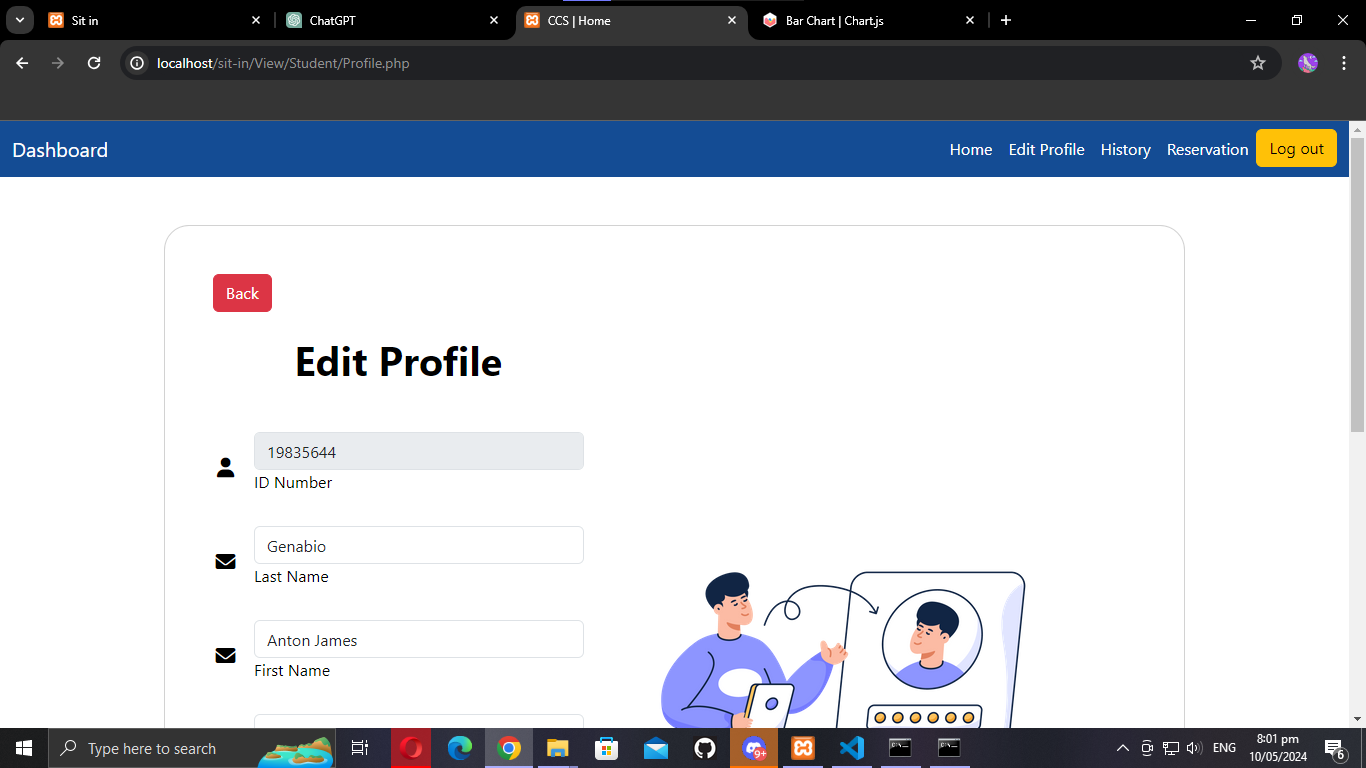 Sit in
ChatGPT
CCS | Home
Bar Chart | Chart.js
localhost/sit-in/View/Student/Profile.php
Dashboard
Home
Edit Profile
History
Reservation
Log out
Back
Edit Profile
19835644
ID Number
Genabio
Last Name
Anton James
First Name
Type here to search
9+
ENG
8:01 pm
10/05/2024
6